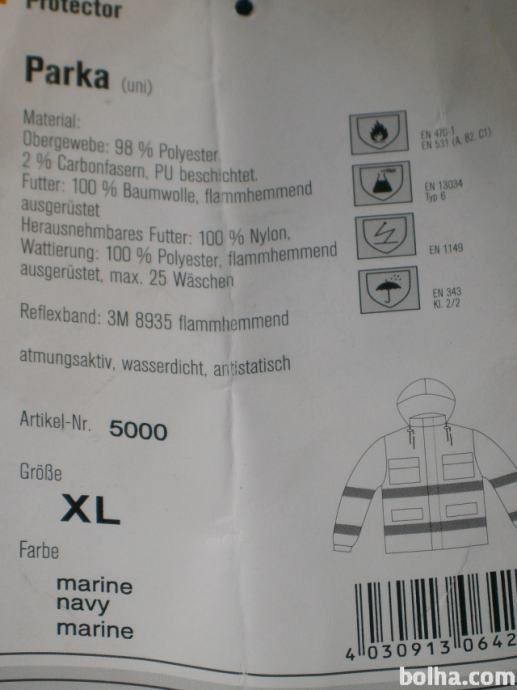 Protector
Parka (uni)
Material:
Obergewebe: 98 % Polyester,
2 % Carbonfasern, PU beschichtet.
Futter: 100 % Baumwolle, flammhemmend
ausgerüstet
Herausnehmbares Futter: 100 % Nylon,
Wattierung: 100 % Polyester, flammhemmend
ausgerüstet, max. 25 Wäschen
Reflexband: 3M 8935 flammhemmend
atmungsaktiv, wasserdicht, antistatisch
EN 470-1
EN 531 (A, B2, C1)
EN 13034
Typ 6
EN 1149
EN 343
Kl. 2/2
Artikel-Nr. 5000
Größe
XL
Farbe
marine
navy
marine
4 030913 0642
bolha.com